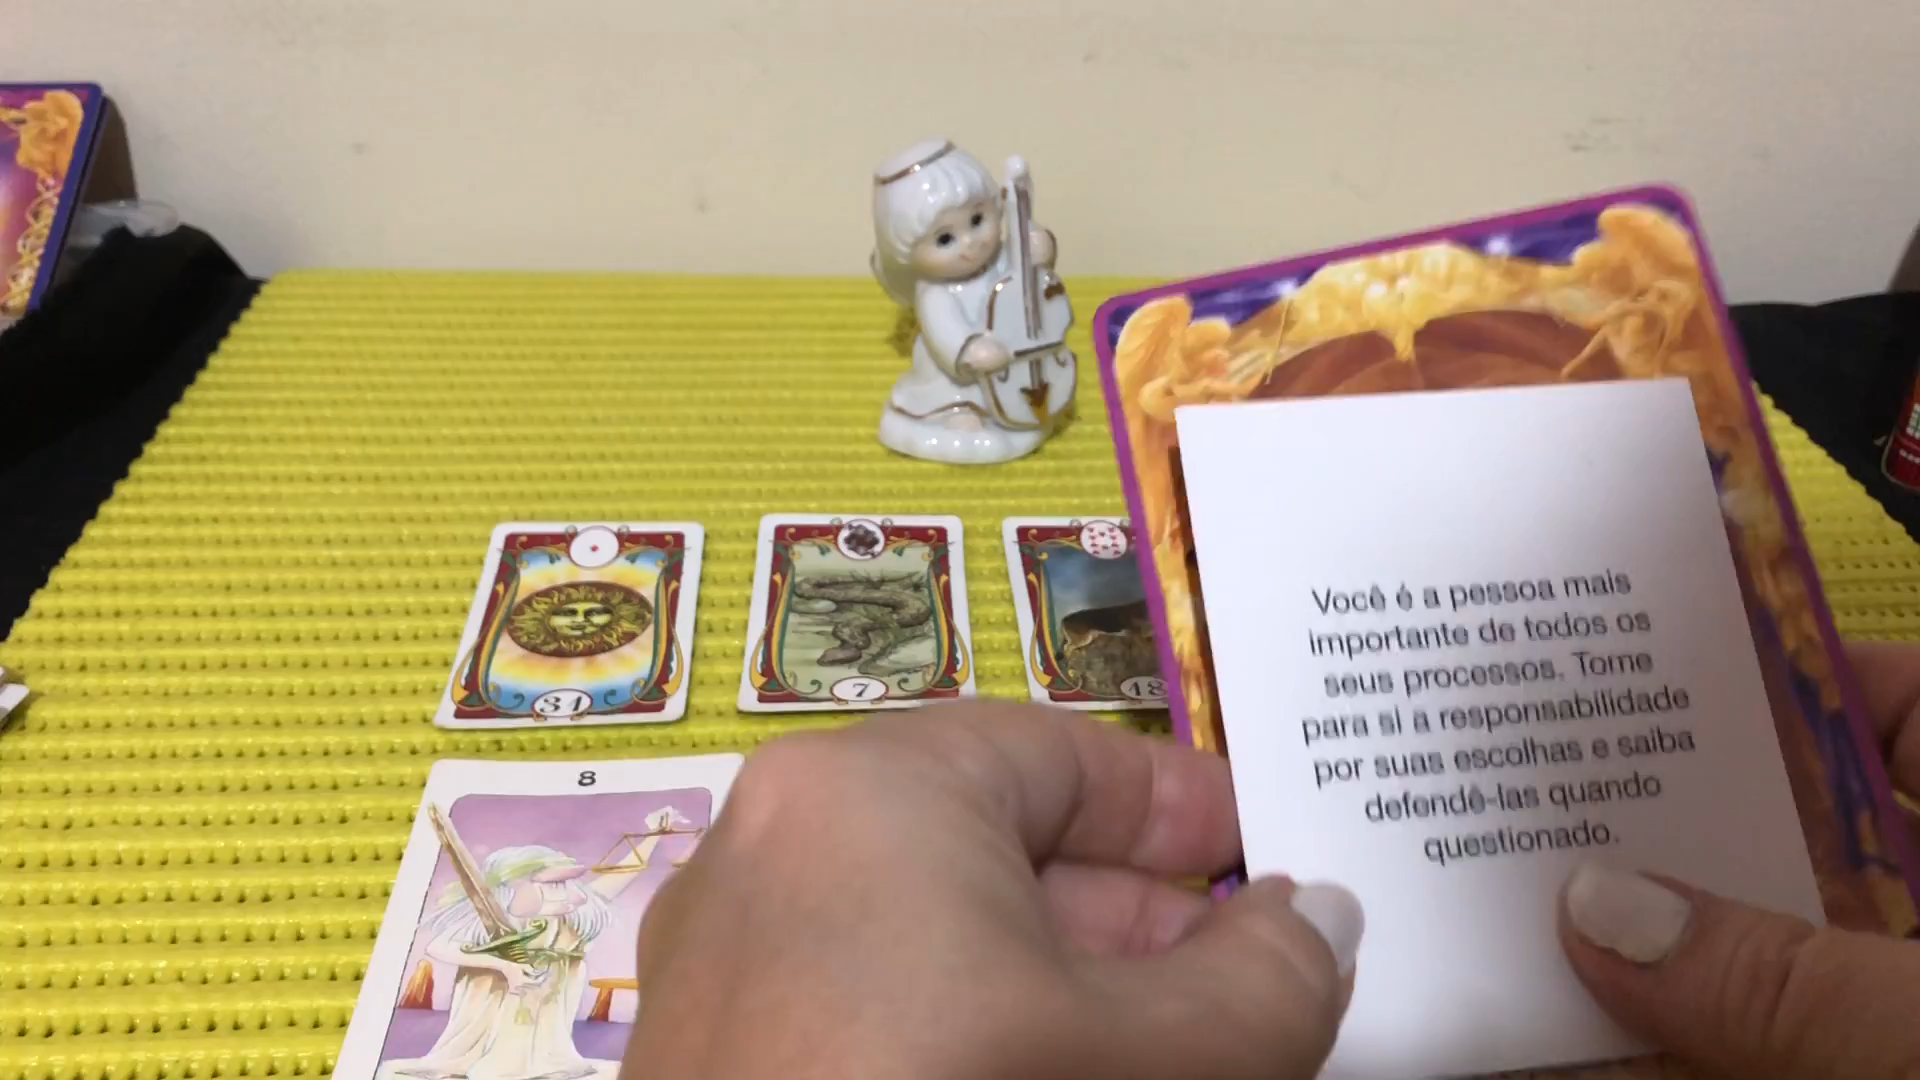 31
7
18
8
Você é a pessoa mais
importante de todos os
seus processos. Tome
para si a responsabilidade
por suas escolhas e saiba
defendê-las quando
questionado.